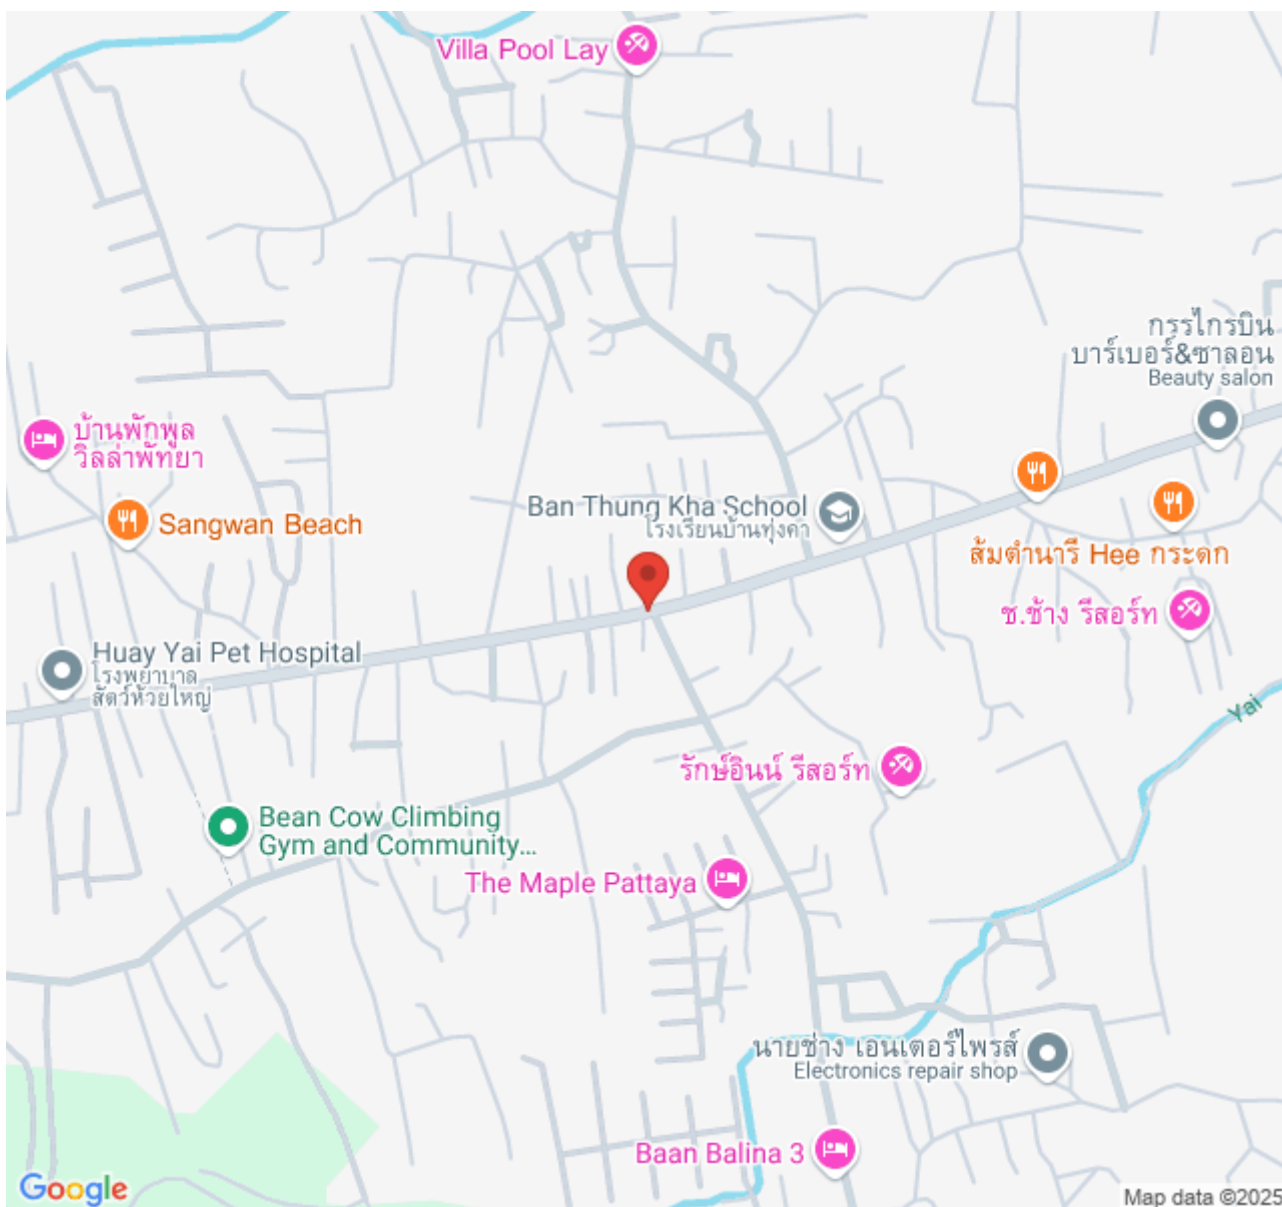 Villa Pool Lay
กรรไกรบิน
บาร์เบอร์&ซาลอน
Beauty salon
บ้านพักพูล
วิลล่าพัทยา
Sangwan Beach
Ban Thung Kha School
โรงเรียนบ้านทุ่งคา
ส้มตำนารี Hee กระดก
ช.ช้าง รีสอร์ท
Huay Yai Pet Hospital
โรงพยาบาล
สัตว์ห้วยใหญ่
Yai
รักษ์อินน์ รีสอร์ท
Bean Cow Climbing
Gym and Community...
The Maple Pattaya
นายช่าง เอนเตอร์ไพรส์
Electronics repair shop
Baan Balina 3
Google
Map data ©2025